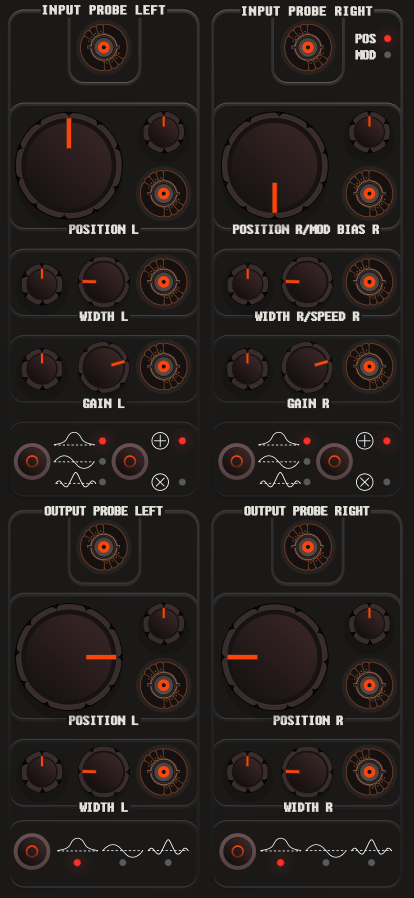 INPUT PROBE LEFT
INPUT PROBE RIGHT
POS
MOD
POSITION L
POSITION R/MOD BIAS R
WIDTH L
WIDTH R/SPEED R
GAIN L
GAIN R
OUTPUT PROBE LEFT
OUTPUT PROBE RIGHT
POSITION L
POSITION R
WIDTH L
WIDTH R